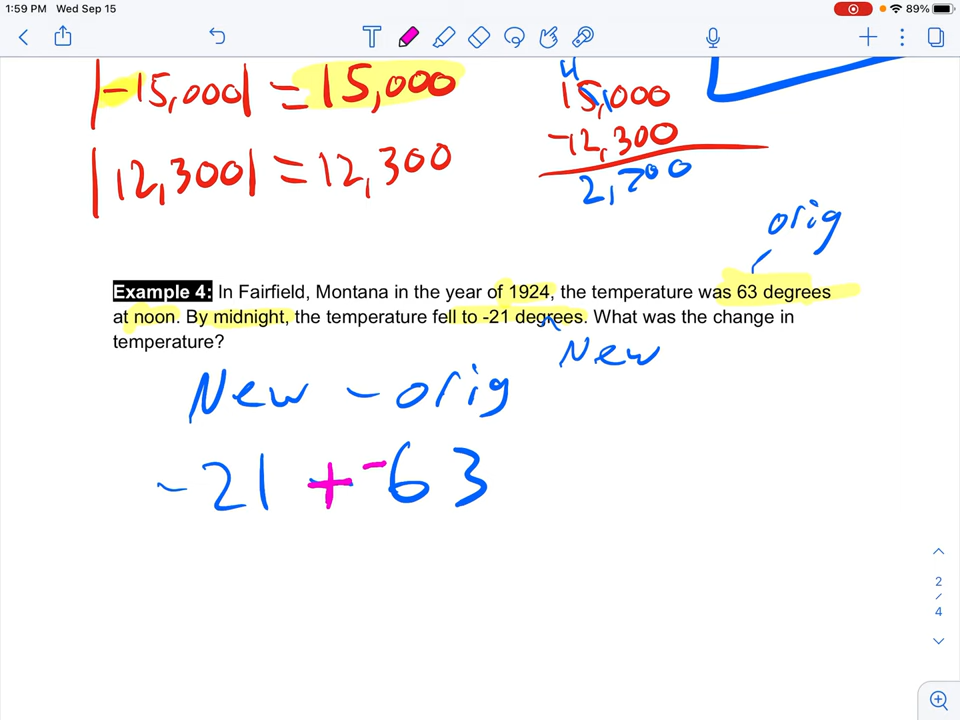 1:59 PM Wed Sep 15
89%
T
|-15,000| = 15,000
|12,300| = 12,300
4
15,000
-12,300
2,700
orig
Example 4: In Fairfield, Montana in the year of 1924, the temperature was 63 degrees
at noon. By midnight, the temperature fell to -21 degrees. What was the change in
temperature?
New
New - orig
-21 + -63
2
/
4